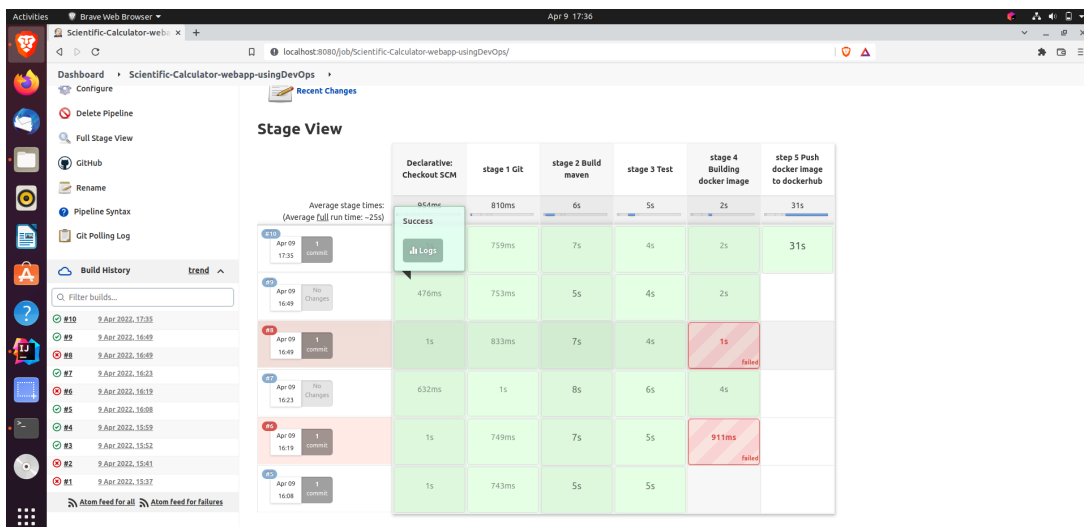 Activities
Brave Web Browser
Apr 9 17:36
Scientific-Calculator-weba
localhost:8080/job/Scientific-Calculator-webapp-usingDevOps/
Dashboard
Scientific-Calculator-webapp-usingDevOps
Configure
Delete Pipeline
Full Stage View
GitHub
Rename
Pipeline Syntax
Git Polling Log
Build History
trend
Filter builds...
#10 9 Apr 2022, 17:35
#9 9 Apr 2022, 16:49
#8 9 Apr 2022, 16:49
#7 9 Apr 2022, 16:23
#6 9 Apr 2022, 16:19
#5 9 Apr 2022, 16:08
#4 9 Apr 2022, 15:59
#3 9 Apr 2022, 15:52
#2 9 Apr 2022, 15:41
#1 9 Apr 2022, 15:37
Atom feed for all Atom feed for failures
Recent Changes
Stage View
Declarative:
Checkout SCM
stage 1 Git
stage 2 Build
maven
stage 3 Test
stage 4
Building
docker image
step 5 Push
docker image
to dockerhub
Average stage times:
(Average full run time: ~25s)
954ms 810ms 6s 5s 2s 31s
Success
Logs
#10
Apr 09
17:35
1
commit
759ms 7s 4s 2s 31s
#9
Apr 09
16:49
No
Changes
476ms 753ms 5s 4s 2s
#8
Apr 09
16:49
1
commit
1s 833ms 7s 4s 1s
failed
#7
Apr 09
16:23
No
Changes
632ms 1s 8s 6s 4s
#6
Apr 09
16:19
1
commit
1s 749ms 7s 5s 911ms
failed
#5
Apr 09
16:08
1
commit
1s 743ms 5s 5s